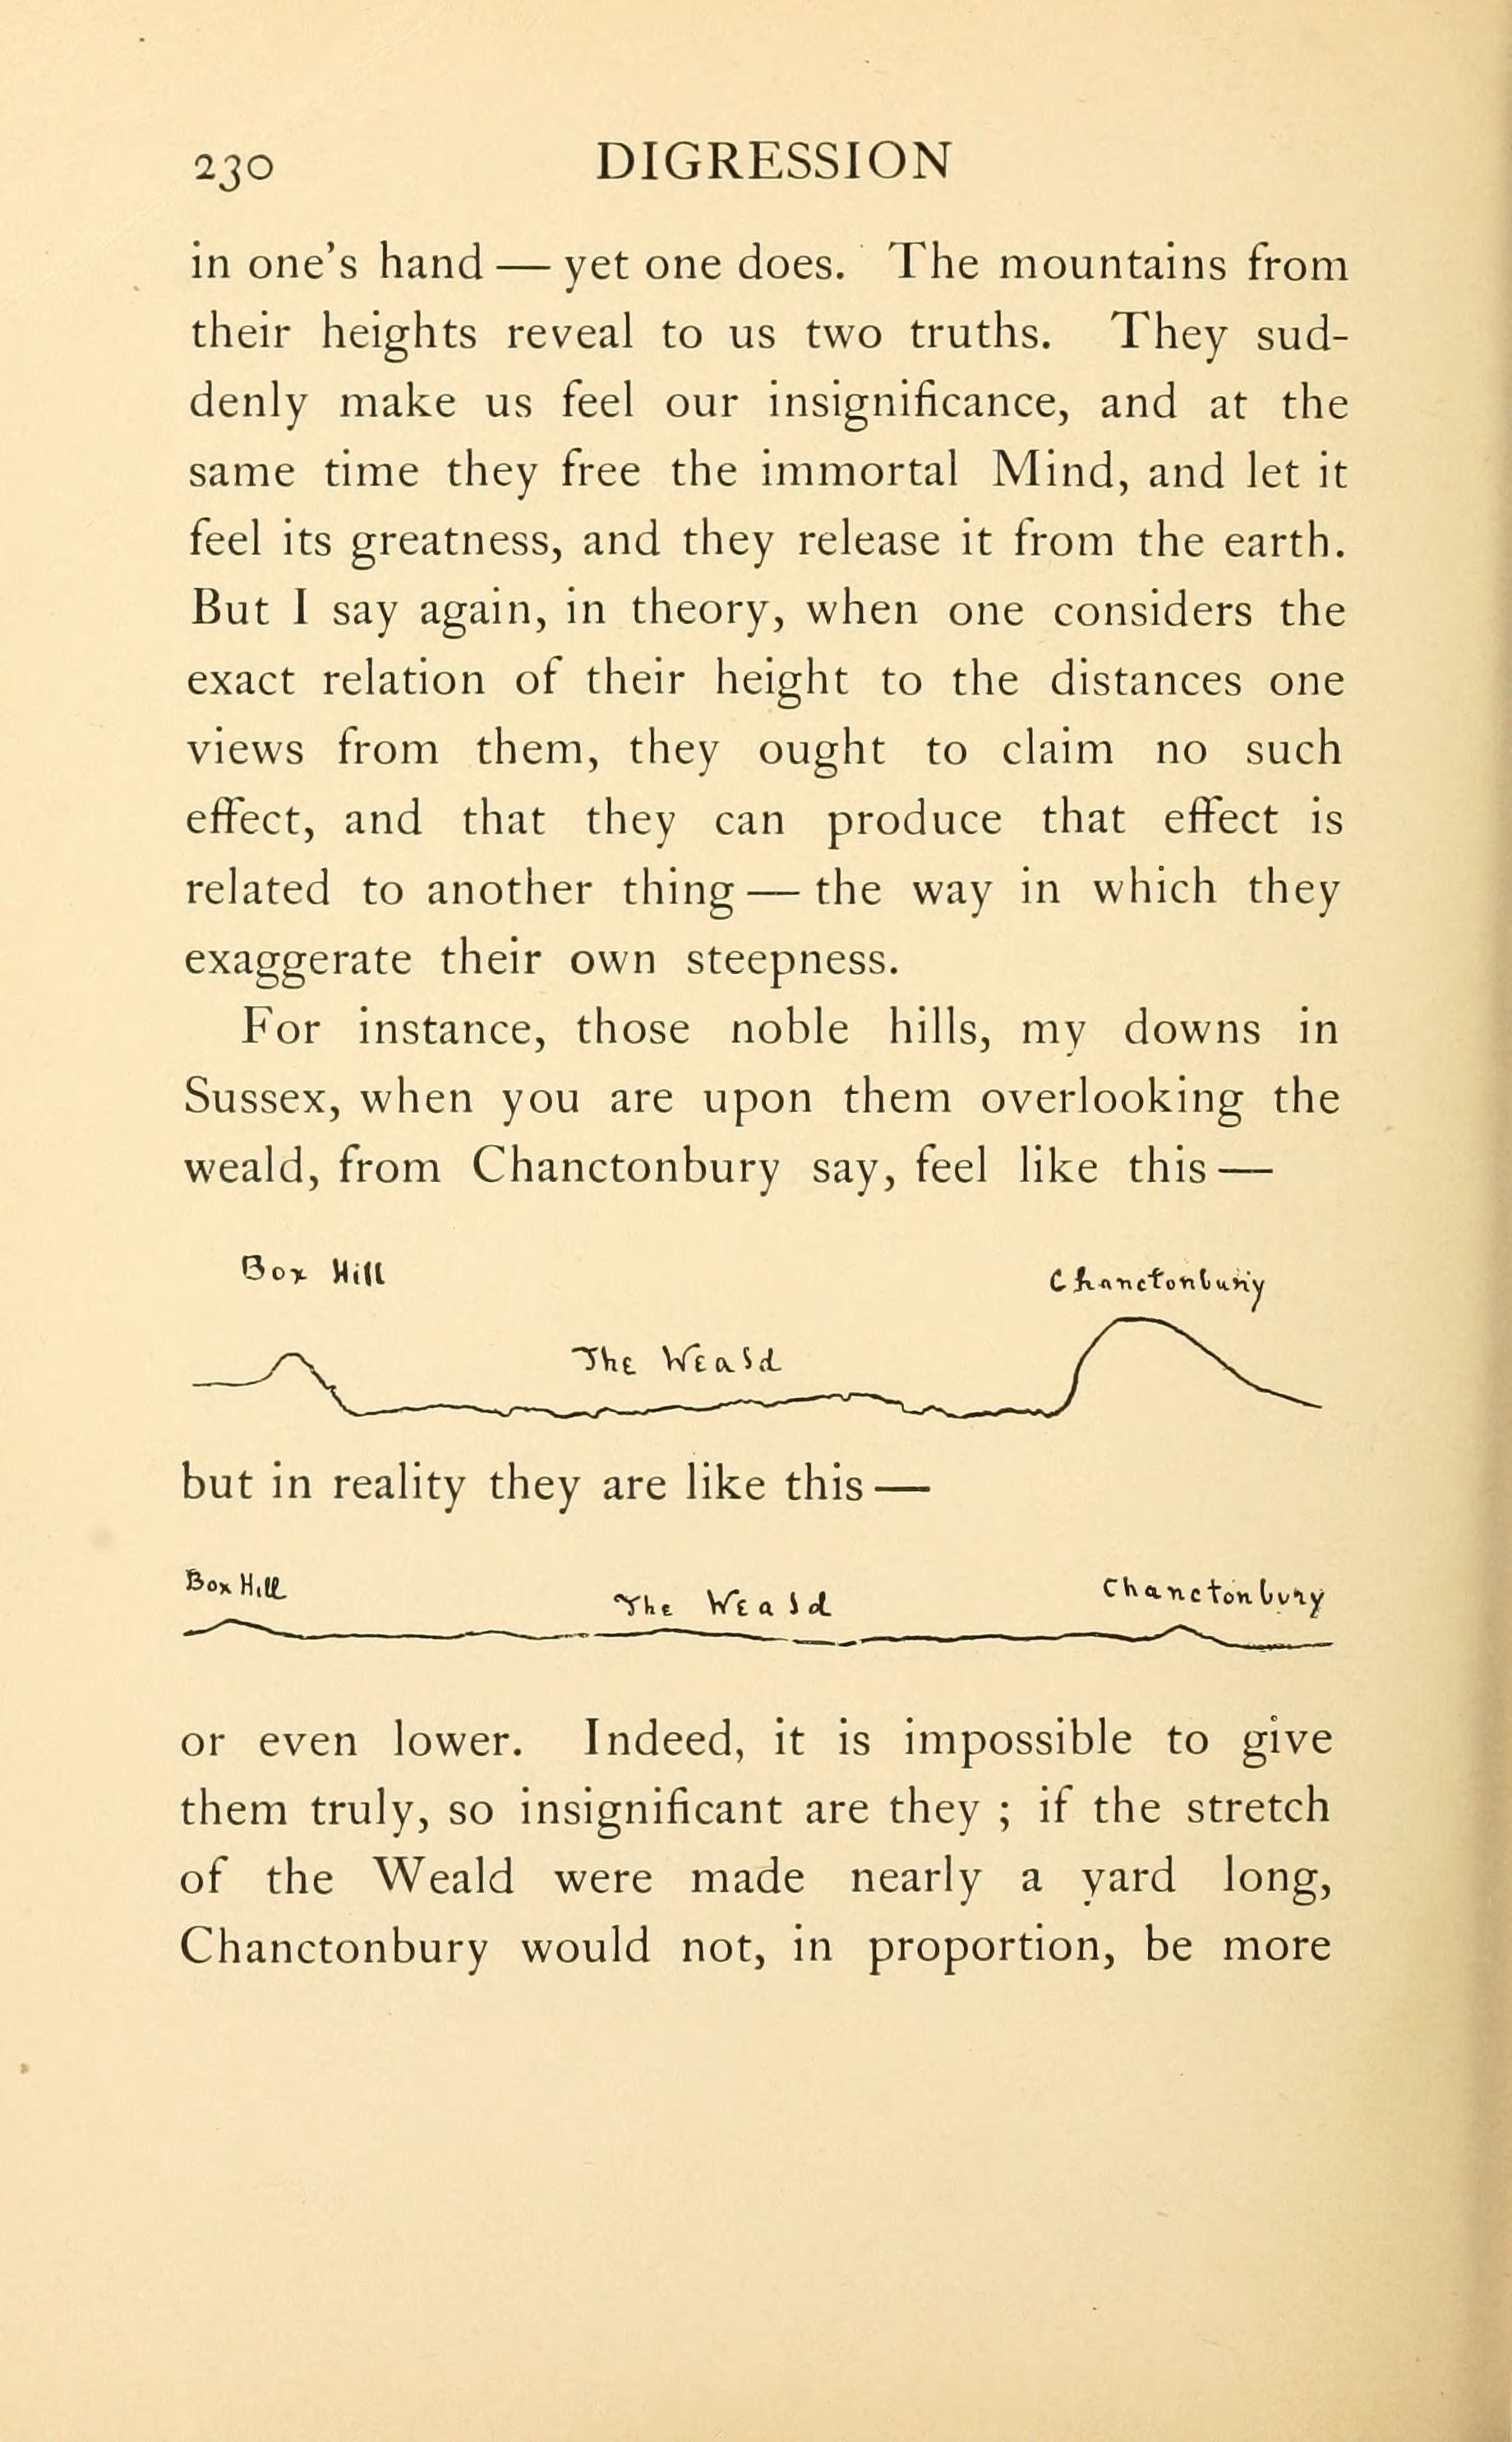 230 DIGRESSION
in one's hand — yet one does. The mountains from
their heights reveal to us two truths. They sud-
denly make us feel our insignificance, and at the
same time they free the immortal Mind, and let it
feel its greatness, and they release it from the earth.
But I say again, in theory, when one considers the
exact relation of their height to the distances one
views from them, they ought to claim no such
effect, and that they can produce that effect is
related to another thing — the way in which they
exaggerate their own steepness.
For instance, those noble hills, my downs in
Sussex, when you are upon them overlooking the
weald, from Chanctonbury say, feel like this —
Box Hill
Chanctonbury
The Weald
but in reality they are like this —
Box Hill
The Weald
Chanctonbury
or even lower. Indeed, it is impossible to give
them truly, so insignificant are they ; if the stretch
of the Weald were made nearly a yard long,
Chanctonbury would not, in proportion, be more